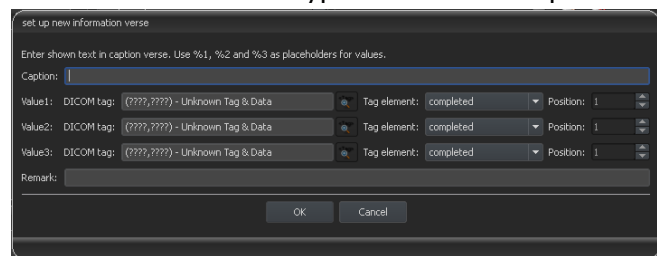 set up new information verse
Enter shown text in caption verse. Use %1, %2 and %3 as placeholders for values.
Caption:
Value1: DICOM tag: (????,????) - Unknown Tag & Data Tag element: completed Position: 1
Value2: DICOM tag: (????,????) - Unknown Tag & Data Tag element: completed Position: 1
Value3: DICOM tag: (????,????) - Unknown Tag & Data Tag element: completed Position: 1
Remark:
OK Cancel